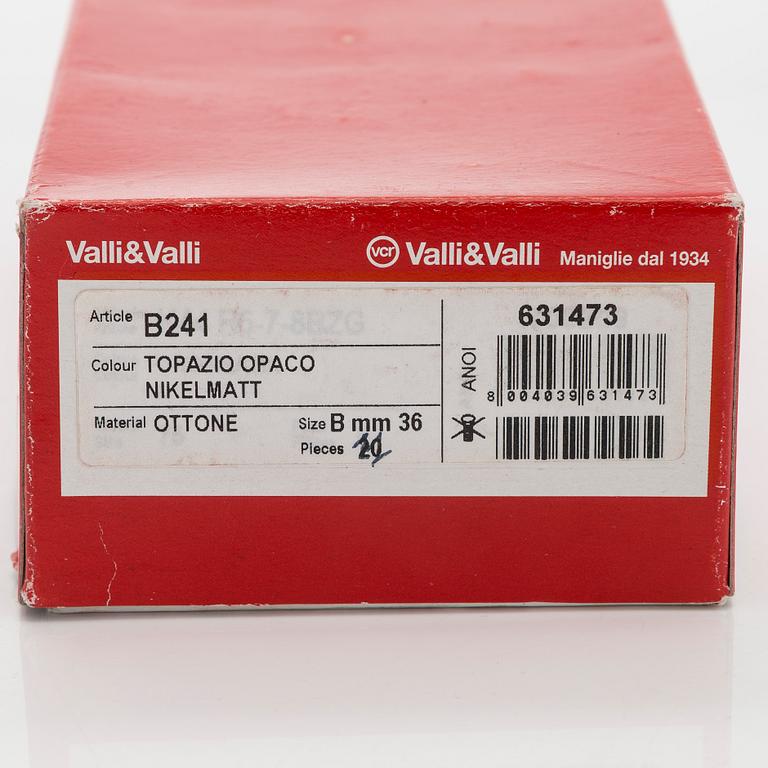 Valli&Valli
vcr Valli&Valli Maniglie dal 1934
Article B241
Colour TOPAZIO OPACO
NIKELMATT
Material OTTONE
Size B mm 36
Pieces 20
ANOI
631473
8 004039 631473